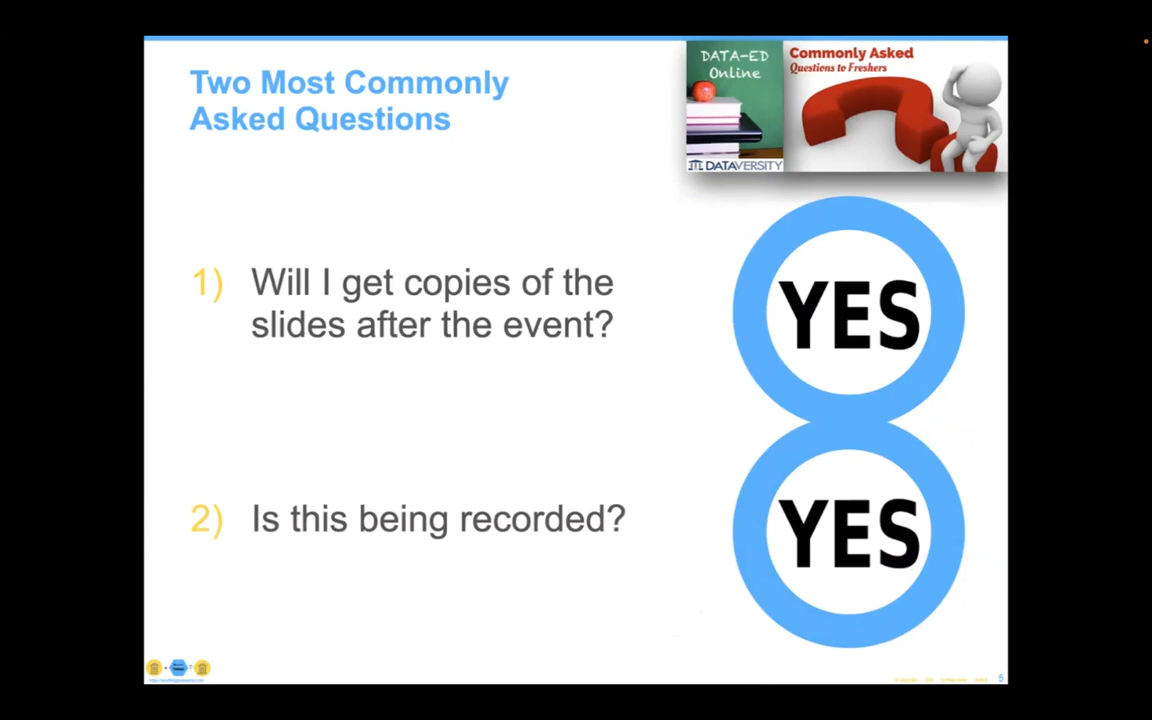 Two Most Commonly
Asked Questions
DATA-ED
Online
DATAVERSITY
Commonly Asked
Questions to Freshers
1) Will I get copies of the
slides after the event?
YES
2) Is this being recorded?
YES
5